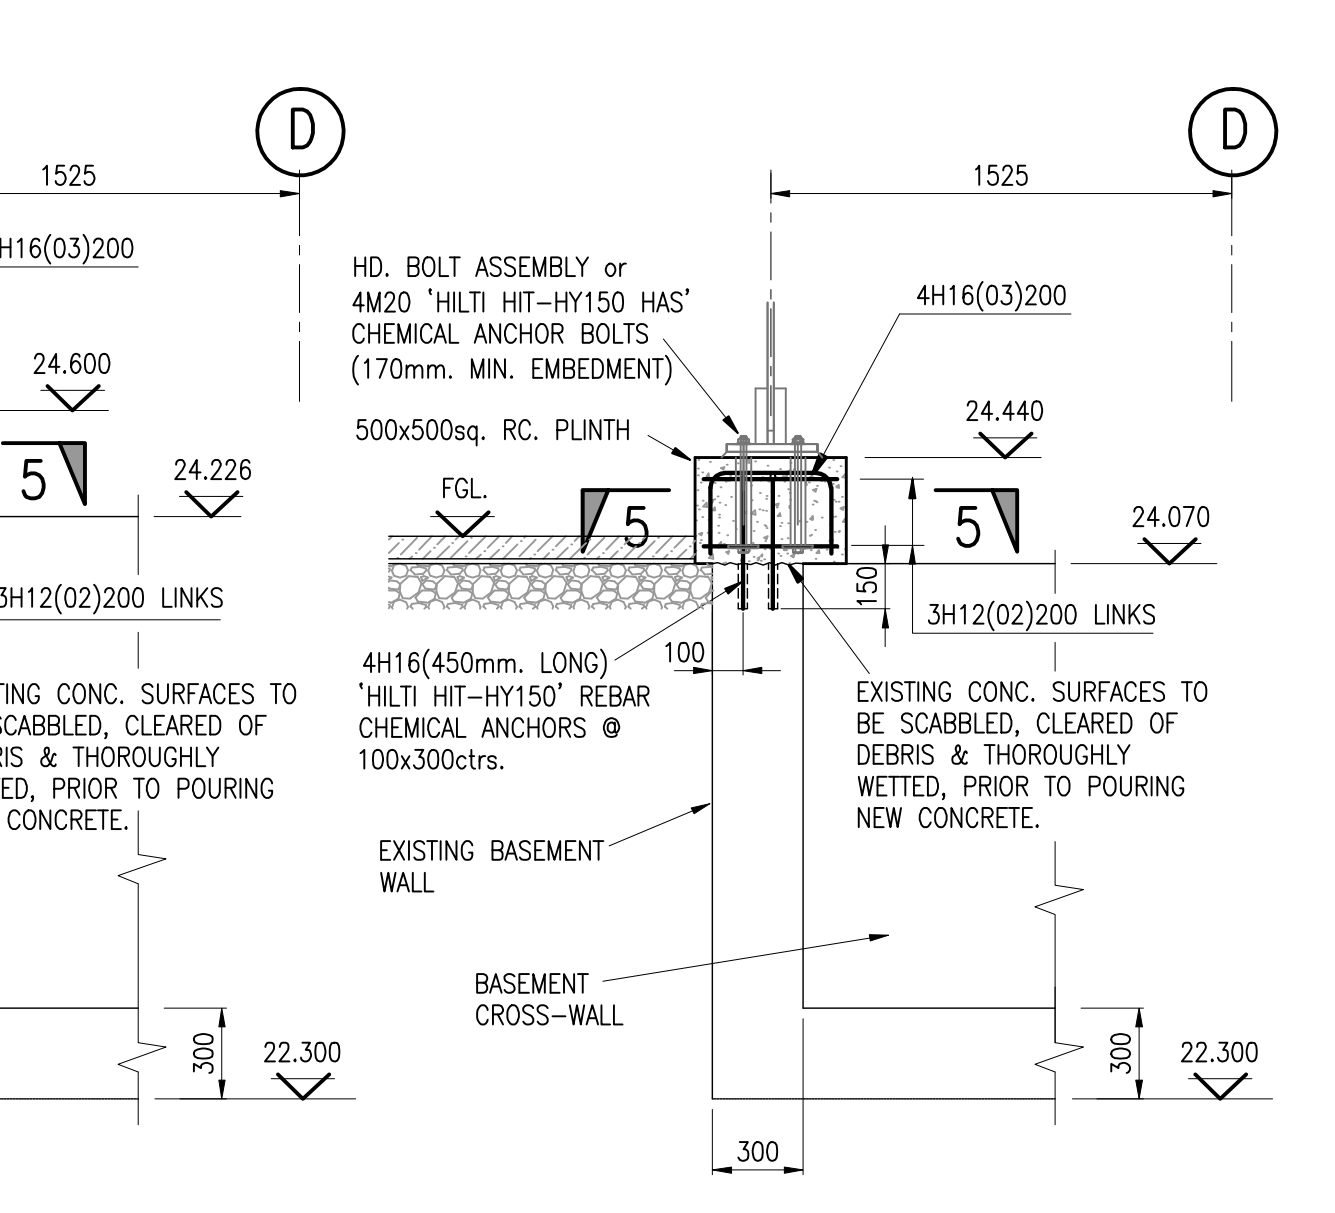 D
D
1525
1525
H16(03)200
HD. BOLT ASSEMBLY or
4M20 'HILTI HIT-HY150 HAS'
CHEMICAL ANCHOR BOLTS
(170mm. MIN. EMBEDMENT)
4H16(03)200
24.600
24.440
500x500sq. RC. PLINTH
5
24.226
FGL.
5
5
24.070
150
3H12(02)200 LINKS
3H12(02)200 LINKS
100
4H16(450mm. LONG)
'HILTI HIT-HY150' REBAR
CHEMICAL ANCHORS @
100x300ctrs.
TING CONC. SURFACES TO
SCABBLED, CLEARED OF
RIS & THOROUGHLY
ED, PRIOR TO POURING
CONCRETE.
EXISTING CONC. SURFACES TO
BE SCABBLED, CLEARED OF
DEBRIS & THOROUGHLY
WETTED, PRIOR TO POURING
NEW CONCRETE.
EXISTING BASEMENT
WALL
BASEMENT
CROSS-WALL
300
22.300
300
22.300
300